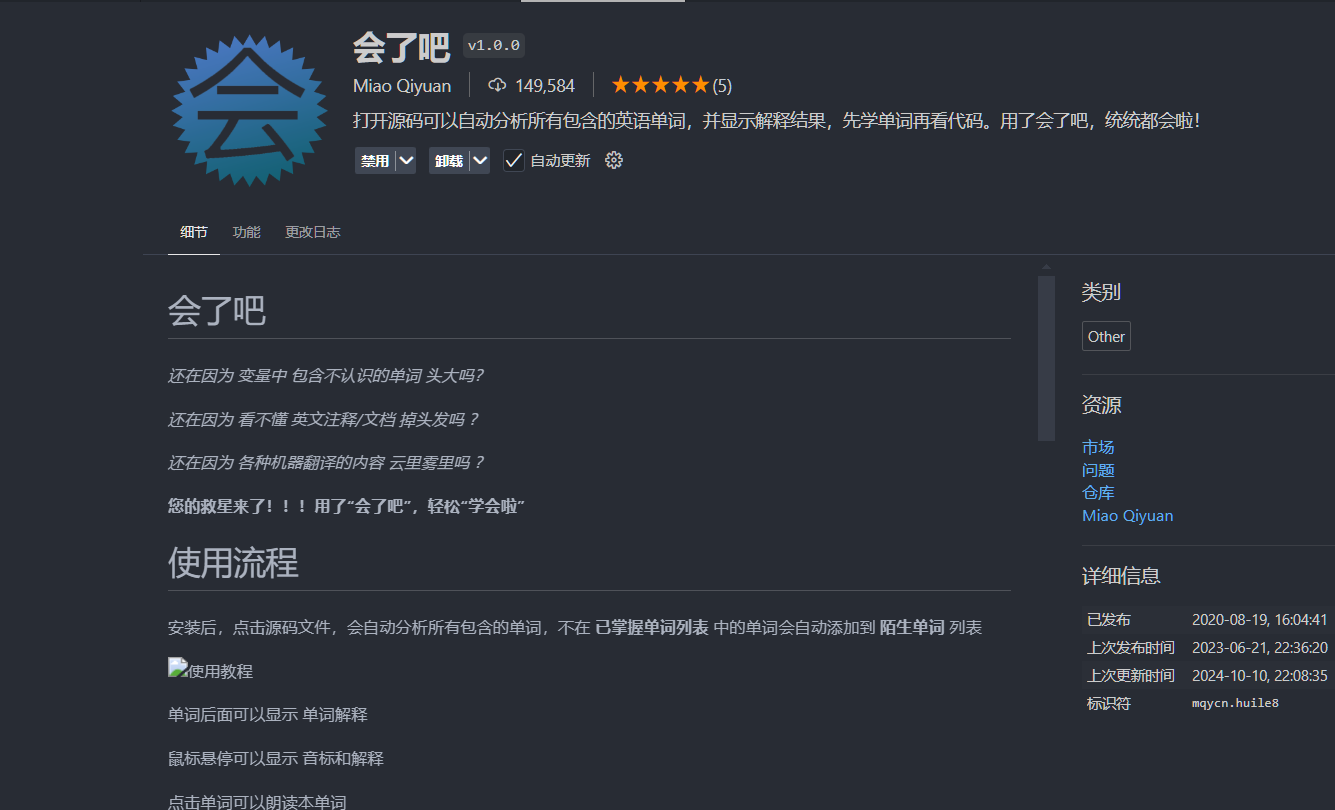 会
会了吧 v1.0.0
Miao Qiyuan 149,584 (5)
打开源码可以自动分析所有包含的英语单词，并显示解释结果，先学单词再看代码。用了会了吧，统统都会啦！
禁用 卸载 自动更新
细节 功能 更改日志
会了吧
还在因为 变量中 包含不认识的单词 头大吗?
还在因为 看不懂 英文注释/文档 掉头发吗？
还在因为 各种机器翻译的内容 云里雾里吗？
您的救星来了！！！用了“会了吧”，轻松“学会啦”
使用流程
安装后，点击源码文件，会自动分析所有包含的单词，不在 已掌握单词列表 中的单词会自动添加到 陌生单词 列表
使用教程
单词后面可以显示 单词解释
鼠标悬停可以显示 音标和解释
点击单词可以朗读本单词
类别
Other
资源
市场
问题
仓库
Miao Qiyuan
详细信息
已发布 2020-08-19, 16:04:41
上次发布时间 2023-06-21, 22:36:20
上次更新时间 2024-10-10, 22:08:35
标识符 mqycn.huile8